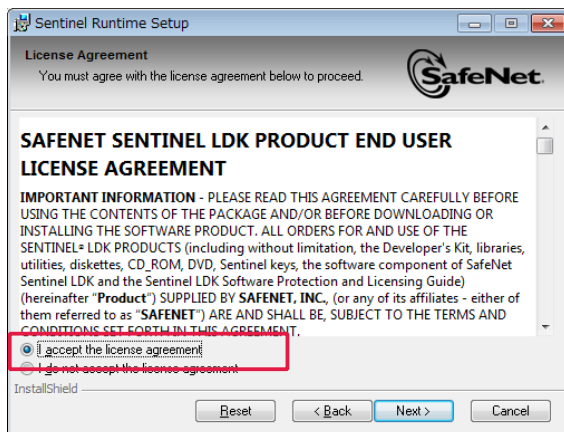 Sentinel Runtime Setup
License Agreement
You must agree with the license agreement below to proceed.
SafeNet.
SAFENET SENTINEL LDK PRODUCT END USER
LICENSE AGREEMENT
IMPORTANT INFORMATION - PLEASE READ THIS AGREEMENT CAREFULLY BEFORE
USING THE CONTENTS OF THE PACKAGE AND/OR BEFORE DOWNLOADING OR
INSTALLING THE SOFTWARE PRODUCT. ALL ORDERS FOR AND USE OF THE
SENTINEL® LDK PRODUCTS (including without limitation, the Developer's Kit, libraries,
utilities, diskettes, CD_ROM, DVD, Sentinel keys, the software component of SafeNet
Sentinel LDK and the Sentinel LDK Software Protection and Licensing Guide)
(hereinafter "Product") SUPPLIED BY SAFENET, INC., (or any of its affiliates - either of
them referred to as "SAFENET") ARE AND SHALL BE, SUBJECT TO THE TERMS AND
CONDITIONS SET FORTH IN THIS AGREEMENT.
I accept the license agreement
I do not accept the license agreement
InstallShield
Reset
< Back
Next >
Cancel